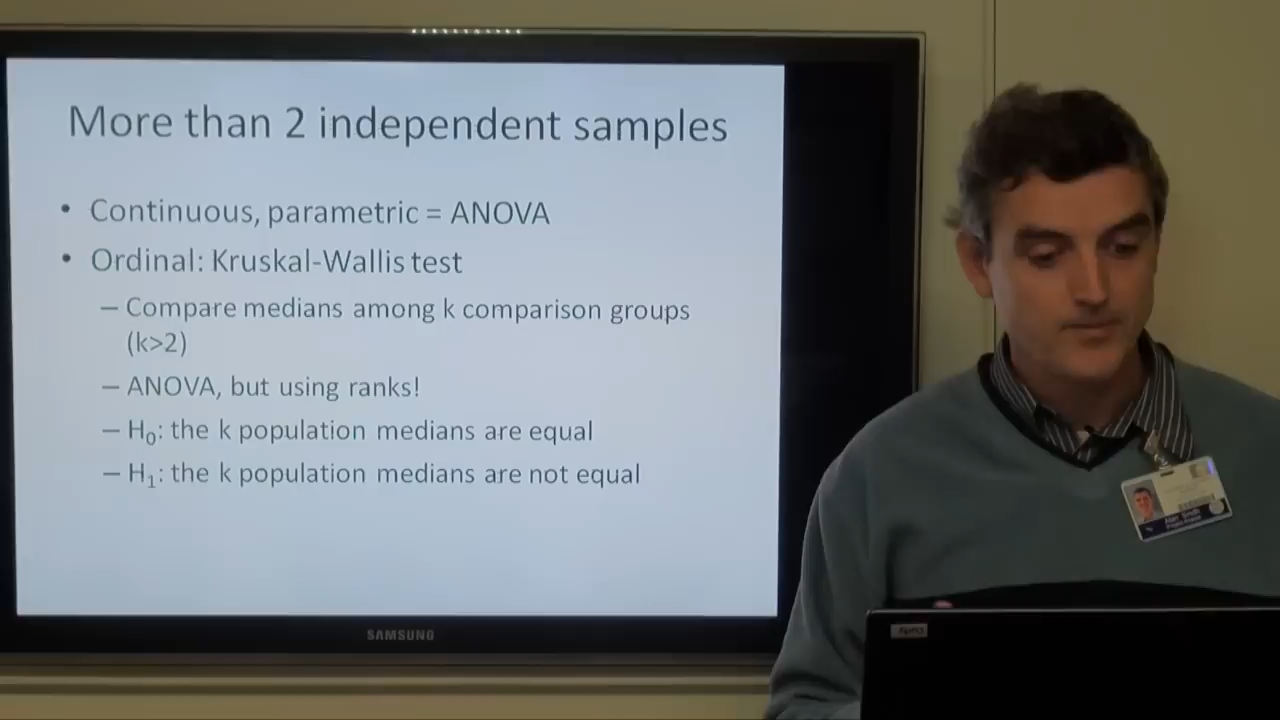 More than 2 independent samples
• Continuous, parametric = ANOVA
• Ordinal: Kruskal-Wallis test
– Compare medians among k comparison groups
(k>2)
– ANOVA, but using ranks!
– H₀: the k population medians are equal
– H₁: the k population medians are not equal
SAMSUNG